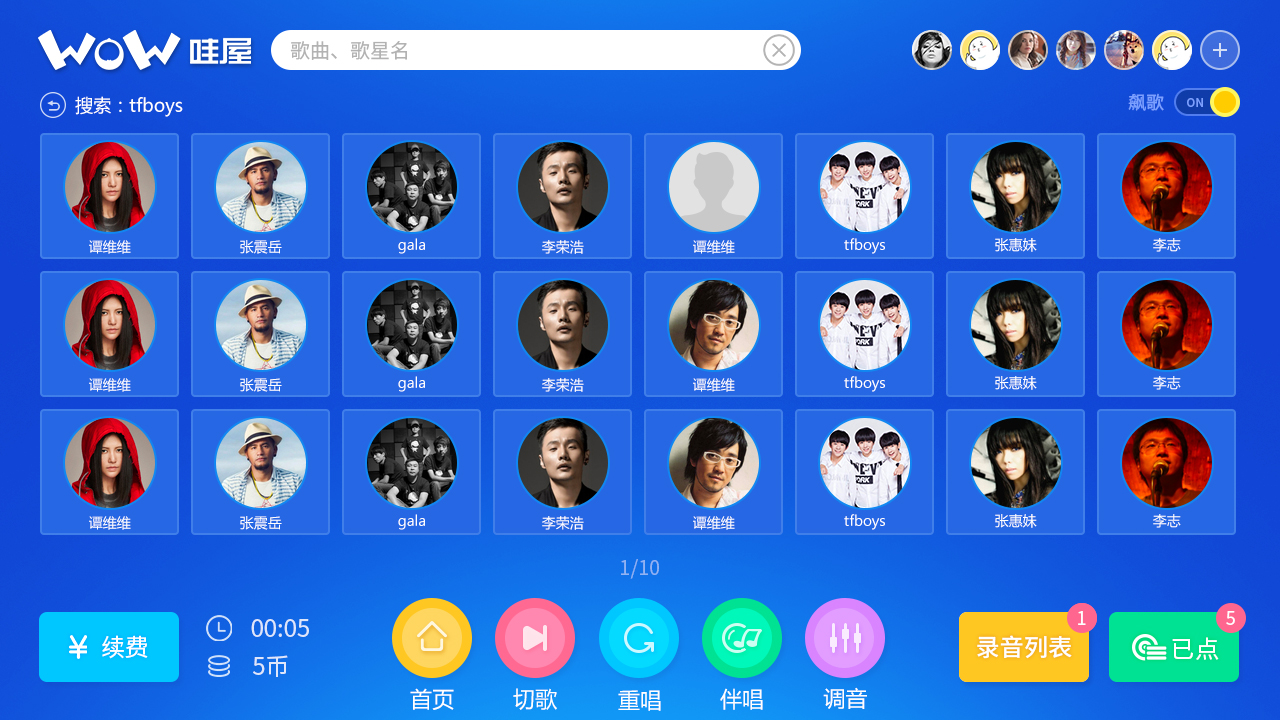 WOW 哇屋
歌曲、歌星名
搜索：tfboys
飙歌 ON
谭维维 张震岳 gala 李荣浩 谭维维 tfboys 张惠妹 李志
谭维维 张震岳 gala 李荣浩 谭维维 tfboys 张惠妹 李志
谭维维 张震岳 gala 李荣浩 谭维维 tfboys 张惠妹 李志
1/10
¥ 续费
00:05
5币
首页 切歌 重唱 伴唱 调音
录音列表 1
已点 5